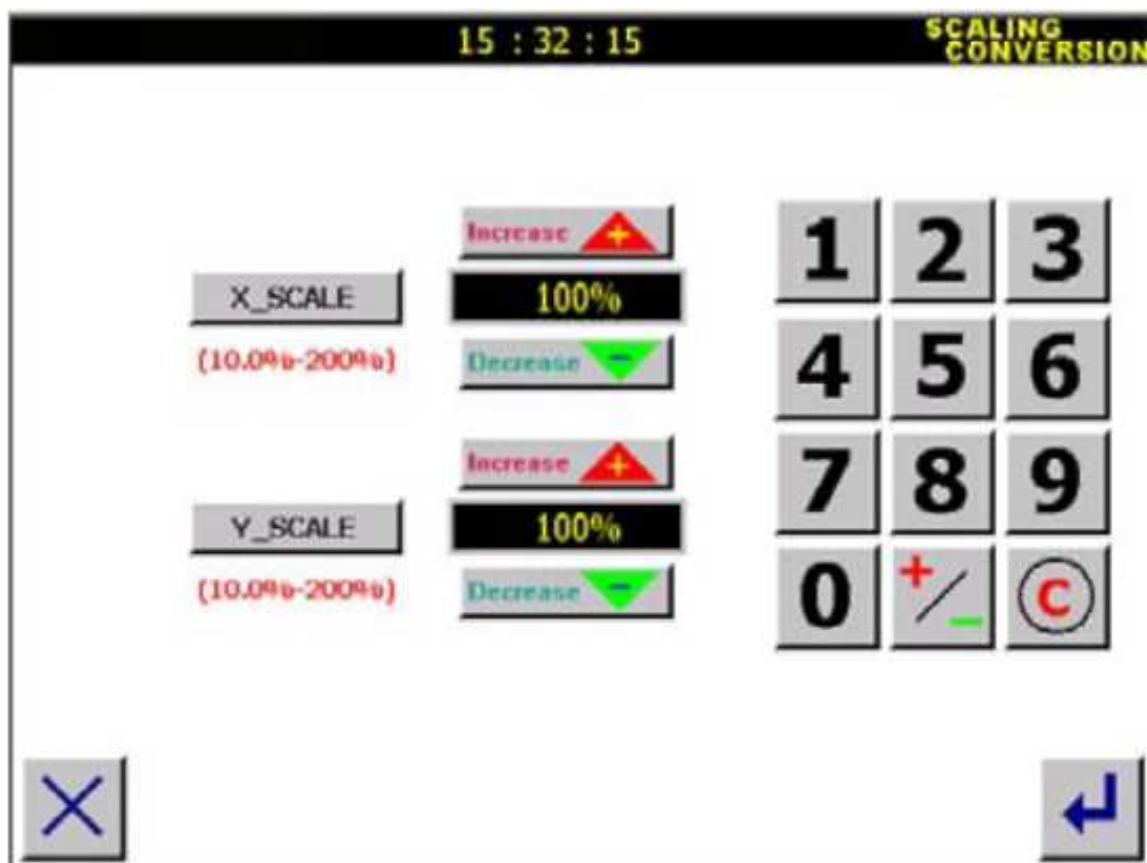 15 : 32 : 15
SCALING
CONVERSION
Increase +
X_SCALE
100%
(10.0%-200%)
Decrease -
Increase +
Y_SCALE
100%
(10.0%-200%)
Decrease -
1 2 3
4 5 6
7 8 9
0 +/- C